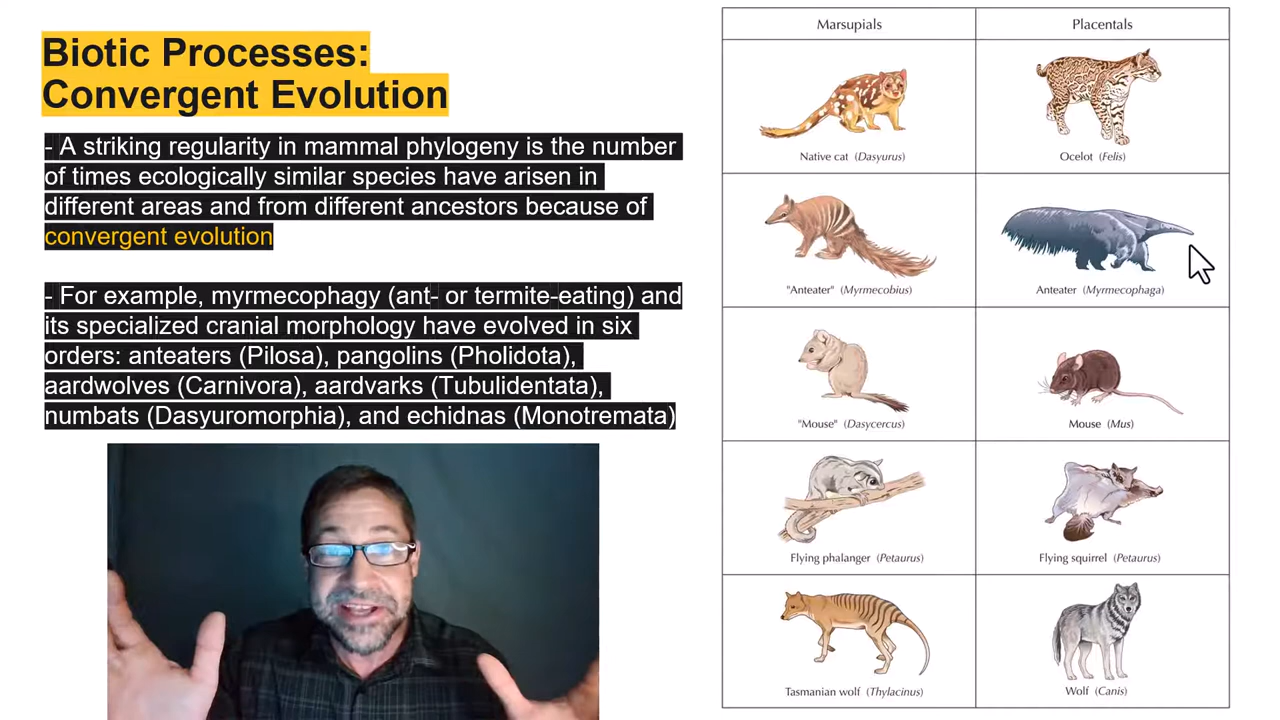 Biotic Processes:
Convergent Evolution
- A striking regularity in mammal phylogeny is the number
of times ecologically similar species have arisen in
different areas and from different ancestors because of
convergent evolution
- For example, myrmecophagy (ant- or termite-eating) and
its specialized cranial morphology have evolved in six
orders: anteaters (Pilosa), pangolins (Pholidota),
aardwolves (Carnivora), aardvarks (Tubulidentata),
numbats (Dasyuromorphia), and echidnas (Monotremata)
Marsupials
Placentals
Native cat (Dasyurus)
Ocelot (Felis)
"Anteater" (Myrmecobius)
Anteater (Myrmecophaga)
"Mouse" (Dasycercus)
Mouse (Mus)
Flying phalanger (Petaurus)
Flying squirrel (Petaurus)
Tasmanian wolf (Thylacinus)
Wolf (Canis)